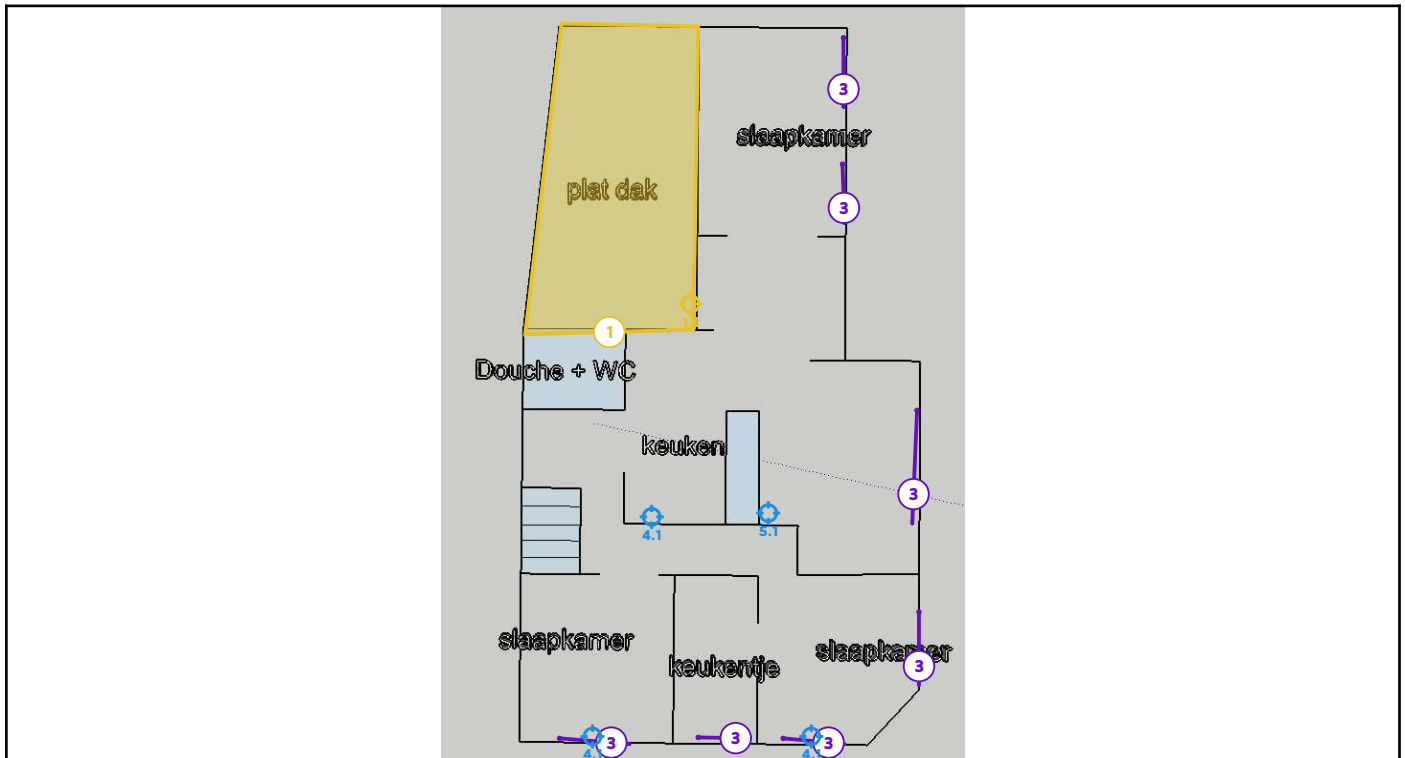 3
slaapkamer
plat dak
3
1
Douche + WC
keuken
3
4.1
5.1
slaapkamer
keukentje
slaapkamer
3
3
3
3